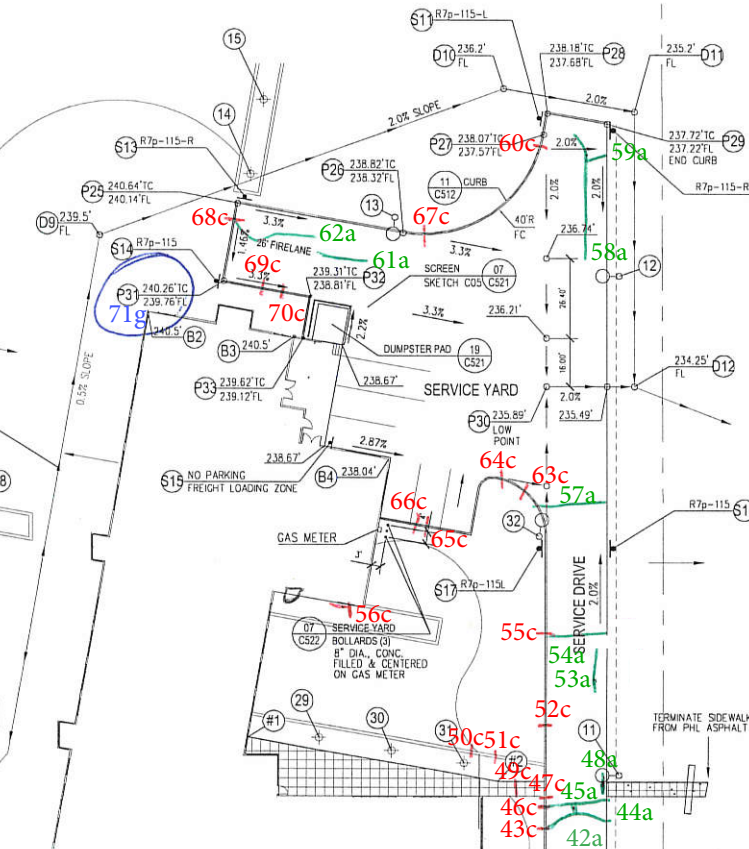 S11 R7p-115-L
15
D10 236.2'
FL
238.18'TC
237.68'FL
P28
235.2'
FL
D11
2.0% SLOPE
2.0%
14
S13 R7p-115-R
P27 238.07'TC
237.57'FL
60c
2.0%
59a
237.72'TC
237.22'FL
END CURB
P29
P26 238.82'TC
238.32'FL
11
C512
CURB
R7p-115-R
P25 240.64'TC
240.14'FL
13
40'R
FC
2.0%
2.0%
D9 239.5'
FL
68c
3.3%
67c
62a
236.74'
1.46%
26' FIRELANE
3.3%
58a
S14 R7p-115
61a
69c
3.3%
239.31'TC
238.81'FL
P32
SCREEN
SKETCH C05
07
C521
12
P31 240.26'TC
239.76'FL
71g
70c
26.40'
3.3%
236.21'
240.5' B2
2.2%
B3 240.5'
DUMPSTER PAD
19
C521
16.00'
234.25'
FL
D12
0.5% SLOPE
P33 239.62'TC
239.12'FL
238.67'
SERVICE YARD
2.0%
P30 235.89'
LOW
POINT
235.49'
2.87%
238.67'
S15 NO PARKING
FREIGHT LOADING ZONE
B4 238.04'
64c
63c
8
57a
66c
R7p-115 S1
GAS METER
65c
32
3'
S17 R7p-115L
SERVICE DRIVE
2.0%
56c
07
C522
SERVICE YARD
BOLLARDS (3)
8" DIA., CONC.
FILLED & CENTERED
ON GAS METER
55c
54a
53a
#1
29
30
31
52c
11
TERMINATE SIDEWALK
FROM PHL ASPHALT
50c
51c
#2
48a
49c
47c
45a
46c
44a
43c
42a